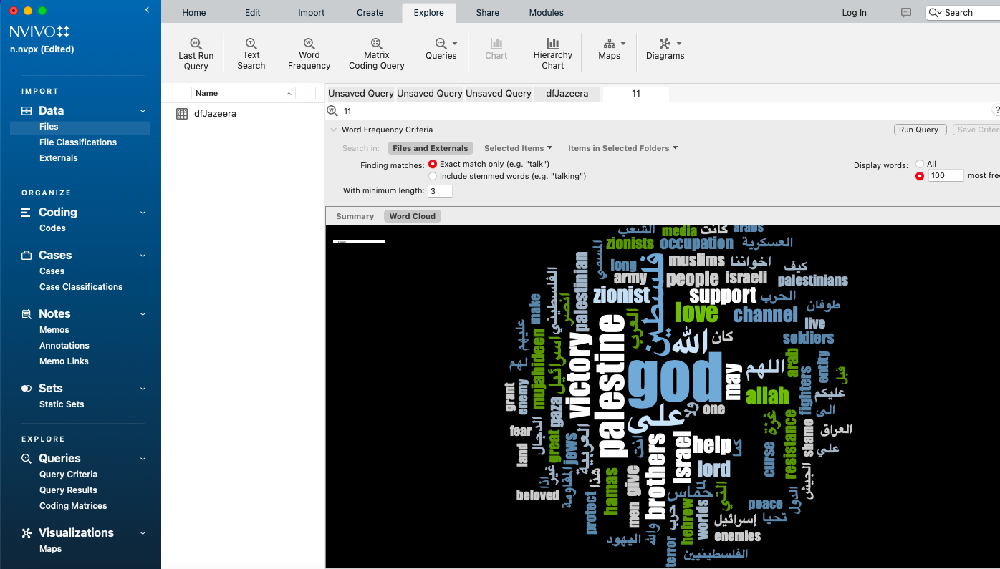 Home Edit Import Create Explore Share Modules Log In Search
NVIVO
n.nvpx (Edited)
Last Run Query
Text Search
Word Frequency
Matrix Coding Query
Queries
Chart
Hierarchy Chart
Maps
Diagrams
IMPORT
Data
Files
File Classifications
Externals
ORGANIZE
Coding
Codes
Cases
Cases
Case Classifications
Notes
Memos
Annotations
Memo Links
Sets
Static Sets
EXPLORE
Queries
Query Criteria
Query Results
Coding Matrices
Visualizations
Maps
Name
dfJazeera
Unsaved Query Unsaved Query Unsaved Query dfJazeera 11
11 ?
Word Frequency Criteria Run Query Save Criter
Search in: Files and Externals Selected Items Items in Selected Folders
Finding matches: Exact match only (e.g. "talk") Display words: All
Include stemmed words (e.g. "talking") 100 most fre
With minimum length: 3
Summary Word Cloud
الشعب media كانت arabs
zionists occupation العسكرية
المسمي long muslims اخواننا كيف
army people israeli palestinians
zionist support الحرب
palestinian فلسطين love channel طوفان
الفلسطيني انصر make العرب live
soldiers
عليهم mujahideen اسرائيل victory palestine الله كان
لهم god may اللهم arab entity قبل
grant enemy gaza allah fighters عليكم
على ولا one غزة الى
fear الدجال great jews العربية انت brothers israel help كما curse resistance shame العراق
land علي
lord
غير اذا المقاومة هذا hamas give حماس لما التي الجيش
beloved protect men peace الدول
حرب hebrew worlds إسرائيل تحيا
اليهود والله enemies
terror الفلسطينيين